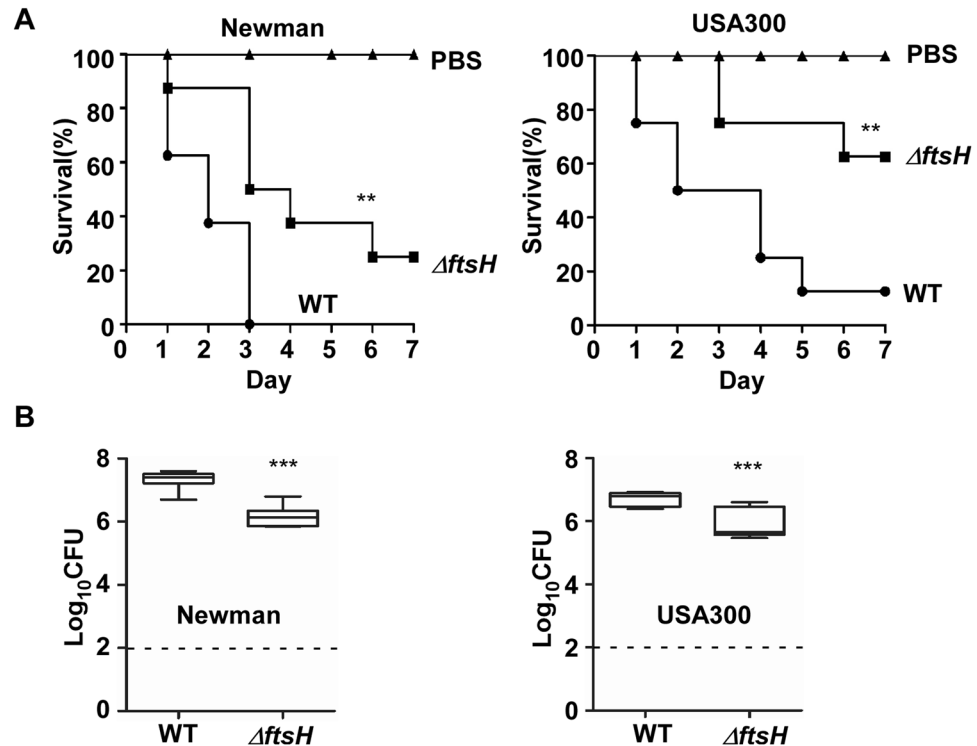 A
Newman
USA300
100
80
60
40
20
0
Survival(%)
PBS
**
ΔftsH
WT
0 1 2 3 4 5 6 7
Day
100
80
60
40
20
0
Survival(%)
PBS
**
ΔftsH
WT
0 1 2 3 4 5 6 7
Day
B
8
6
4
2
0
Log10CFU
***
Newman
WT ΔftsH
8
6
4
2
0
Log10CFU
***
USA300
WT ΔftsH